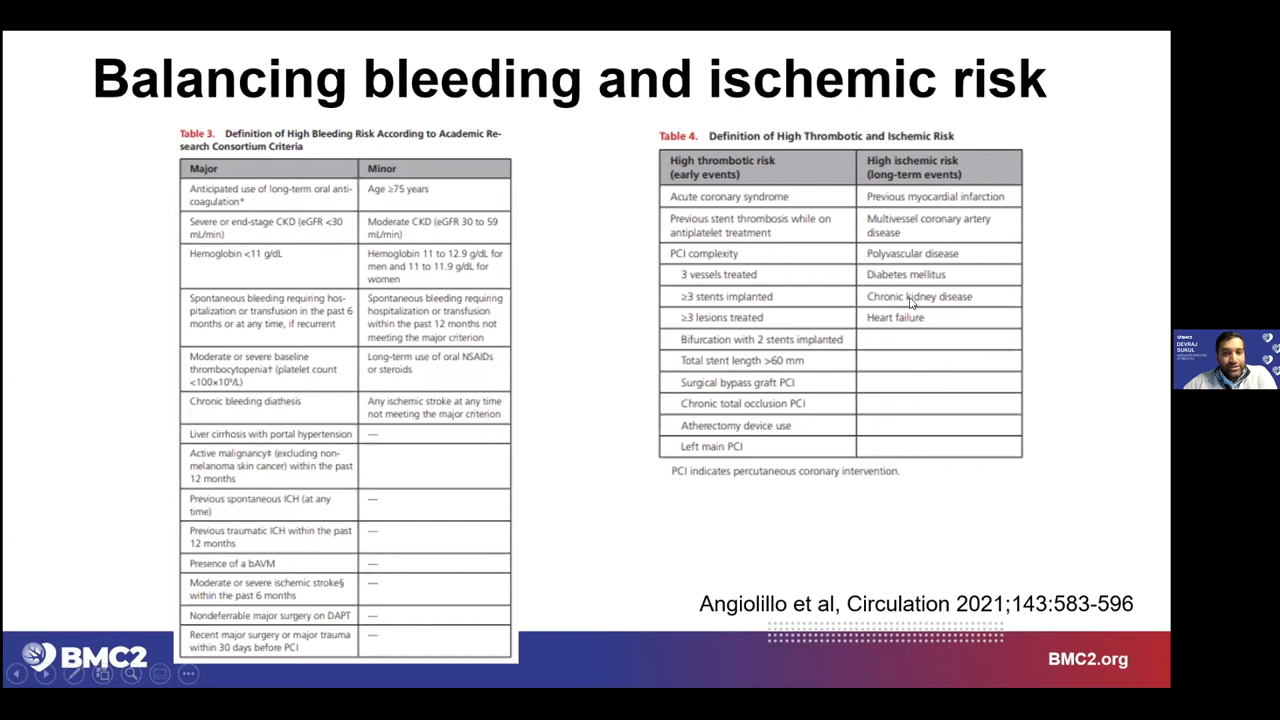 Balancing bleeding and ischemic risk
Table 3. Definition of High Bleeding Risk According to Academic Re-
search Consortium Criteria
Major
Minor
Anticipated use of long-term oral anti-
coagulation*
Age ≥75 years
Severe or end-stage CKD (eGFR <30
mL/min)
Moderate CKD (eGFR 30 to 59
mL/min)
Hemoglobin <11 g/dL
Hemoglobin 11 to 12.9 g/dL for
men and 11 to 11.9 g/dL for
women
Spontaneous bleeding requiring hos-
pitalization or transfusion in the past 6
months or at any time, if recurrent
Spontaneous bleeding requiring
hospitalization or transfusion
within the past 12 months not
meeting the major criterion
Moderate or severe baseline
thrombocytopenia† (platelet count
<100×10⁹/L)
Long-term use of oral NSAIDs
or steroids
Chronic bleeding diathesis
Any ischemic stroke at any time
not meeting the major criterion
Liver cirrhosis with portal hypertension
—
Active malignancy‡ (excluding non-
melanoma skin cancer) within the past
12 months
Previous spontaneous ICH (at any
time)
—
Previous traumatic ICH within the past
12 months
—
Presence of a bAVM
—
Moderate or severe ischemic stroke§
within the past 6 months
—
Nondeferrable major surgery on DAPT
—
Recent major surgery or major trauma
within 30 days before PCI
—
Table 4. Definition of High Thrombotic and Ischemic Risk
High thrombotic risk
(early events)
High ischemic risk
(long-term events)
Acute coronary syndrome
Previous myocardial infarction
Previous stent thrombosis while on
antiplatelet treatment
Multivessel coronary artery
disease
PCI complexity
Polyvascular disease
3 vessels treated
Diabetes mellitus
≥3 stents implanted
Chronic kidney disease
≥3 lesions treated
Heart failure
Bifurcation with 2 stents implanted
Total stent length >60 mm
Surgical bypass graft PCI
Chronic total occlusion PCI
Atherectomy device use
Left main PCI
PCI indicates percutaneous coronary intervention.
Angiolillo et al, Circulation 2021;143:583-596
BMC2
BMC2.org
BMC2
DEVRAJ
SUKUL